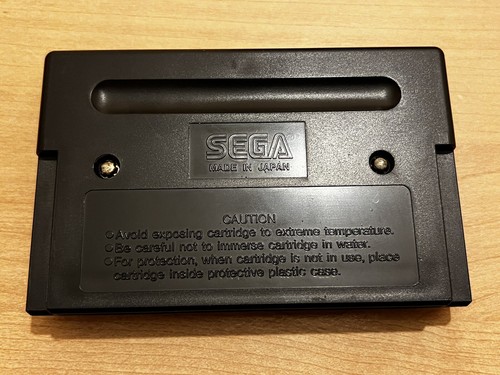 SEGA
MADE IN JAPAN
CAUTION
Avoid exposing cartridge to extreme temperature.
Be careful not to immerse cartridge in water.
For protection, when cartridge is not in use, place
cartridge inside protective plastic case.